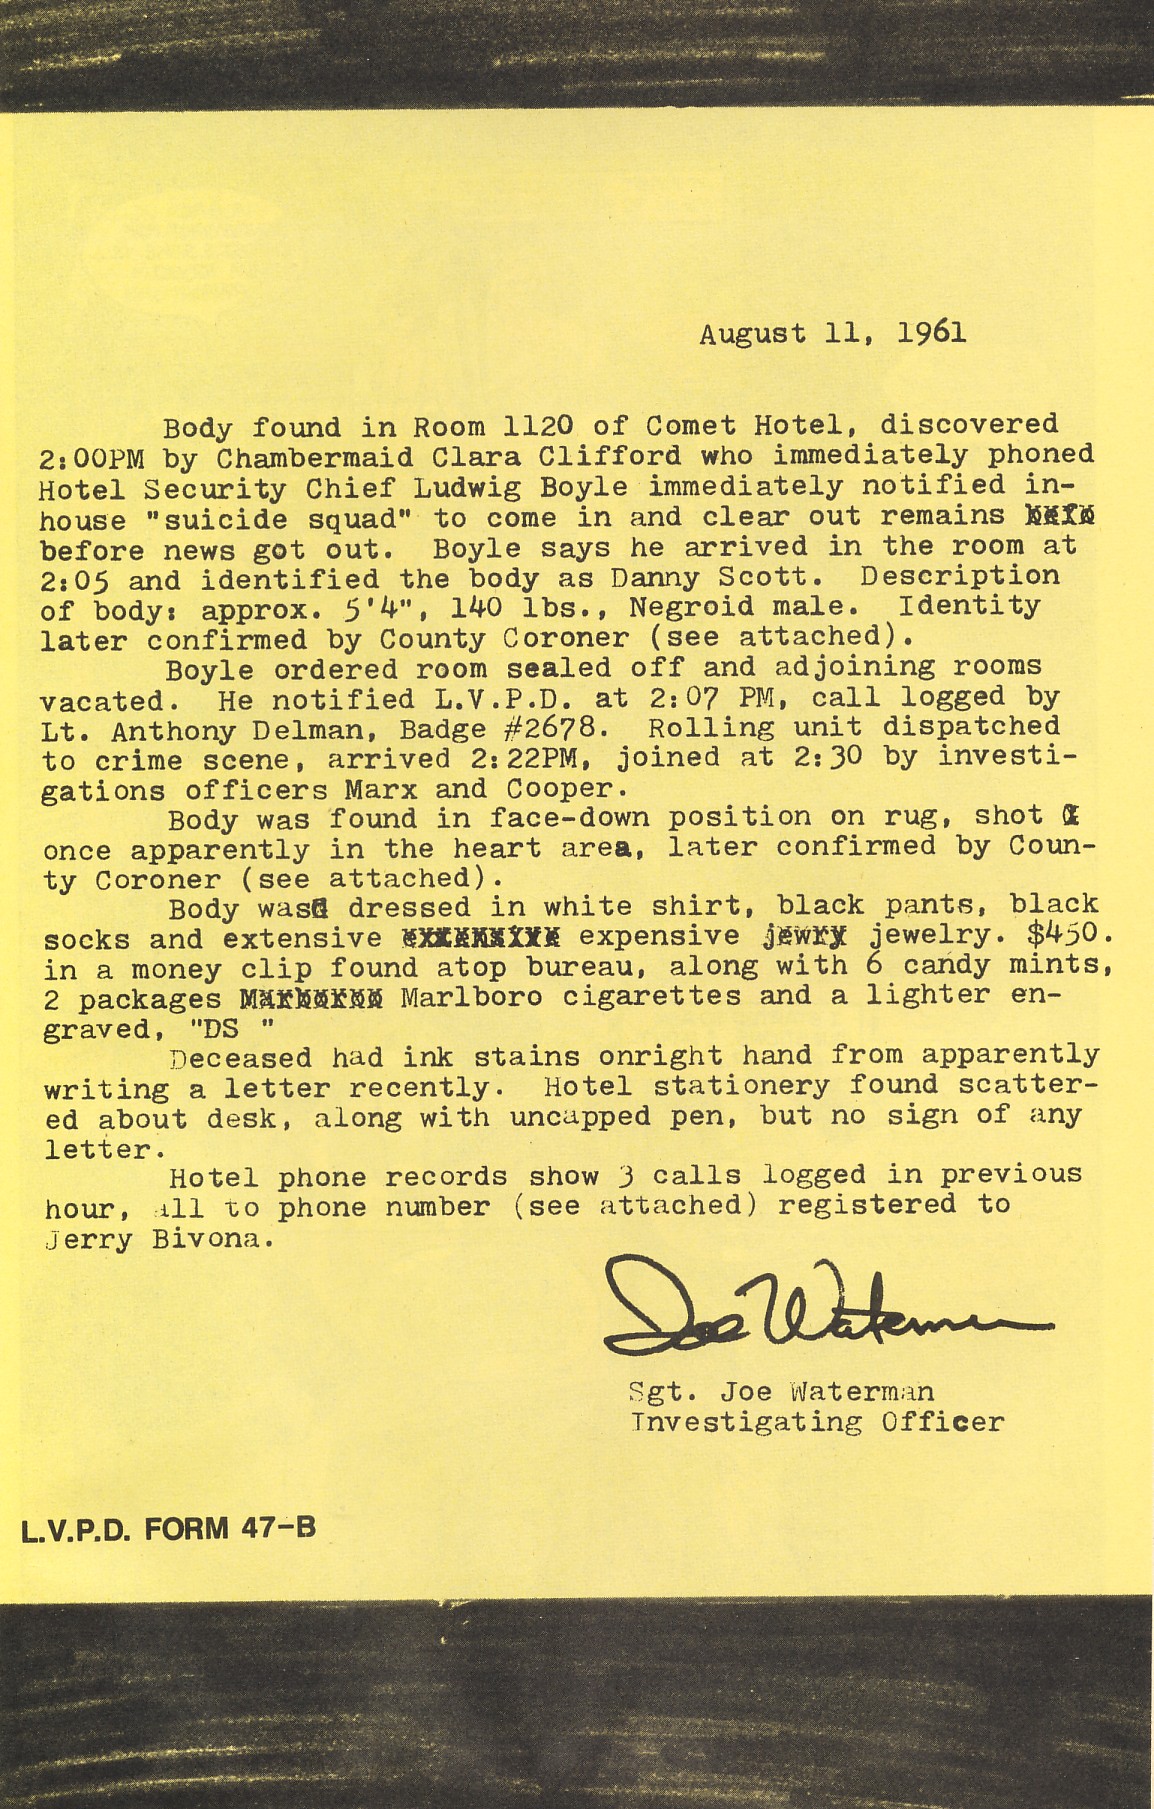 August 11, 1961
Body found in Room 1120 of Comet Hotel, discovered
2:00PM by Chambermaid Clara Clifford who immediately phoned
Hotel Security Chief Ludwig Boyle immediately notified in-
house "suicide squad" to come in and clear out remains
before news got out. Boyle says he arrived in the room at
2:05 and identified the body as Danny Scott. Description
of body: approx. 5'4", 140 lbs., Negroid male. Identity
later confirmed by County Coroner (see attached).
Boyle ordered room sealed off and adjoining rooms
vacated. He notified L.V.P.D. at 2:07 PM, call logged by
Lt. Anthony Delman, Badge #2678. Rolling unit dispatched
to crime scene, arrived 2:22PM, joined at 2:30 by investi-
gations officers Marx and Cooper.
Body was found in face-down position on rug, shot
once apparently in the heart area, later confirmed by Coun-
ty Coroner (see attached).
Body was dressed in white shirt, black pants, black
socks and extensive expensive jewelry. $450.
in a money clip found atop bureau, along with 6 candy mints,
2 packages Marlboro cigarettes and a lighter en-
graved, "DS "
Deceased had ink stains onright hand from apparently
writing a letter recently. Hotel stationery found scatter-
ed about desk, along with uncapped pen, but no sign of any
letter.
Hotel phone records show 3 calls logged in previous
hour, all to phone number (see attached) registered to
Jerry Bivona.
Joe Waterman
Sgt. Joe Waterman
Investigating Officer
L.V.P.D. FORM 47-B